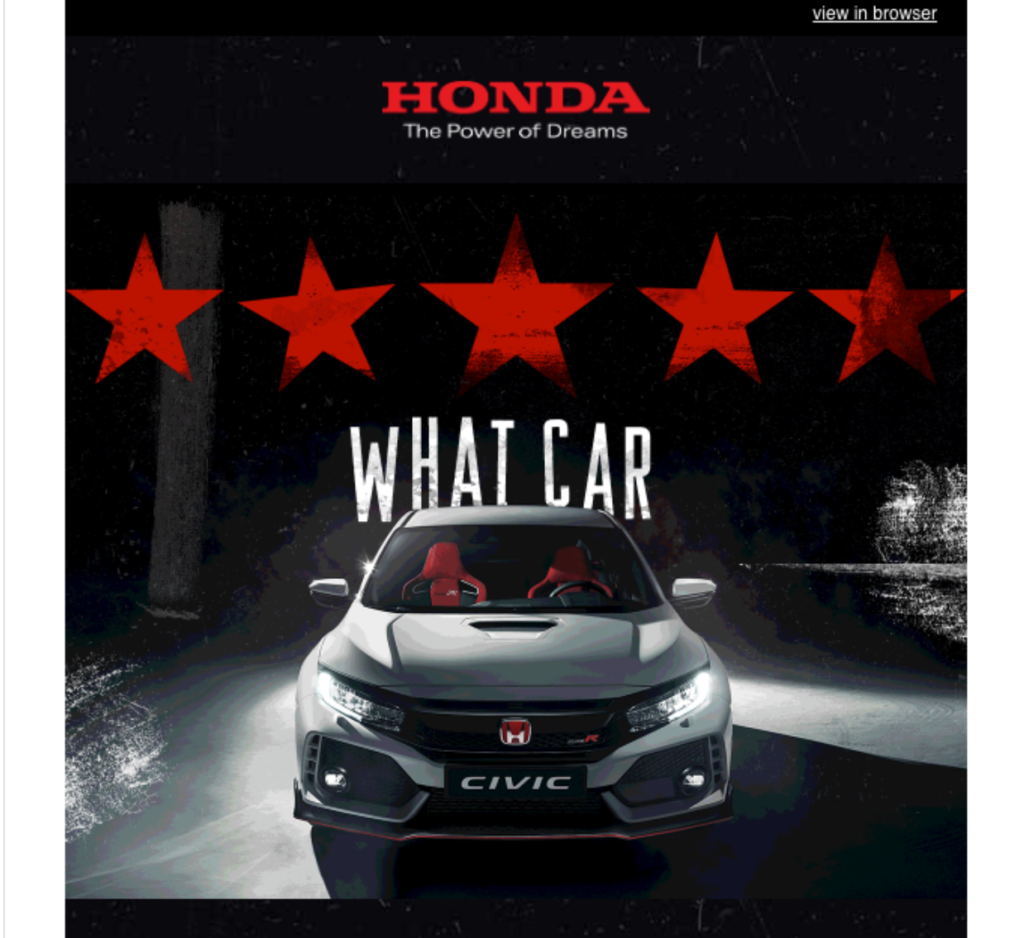 view in browser
HONDA
The Power of Dreams
WHAT CAR
R
CIVIC